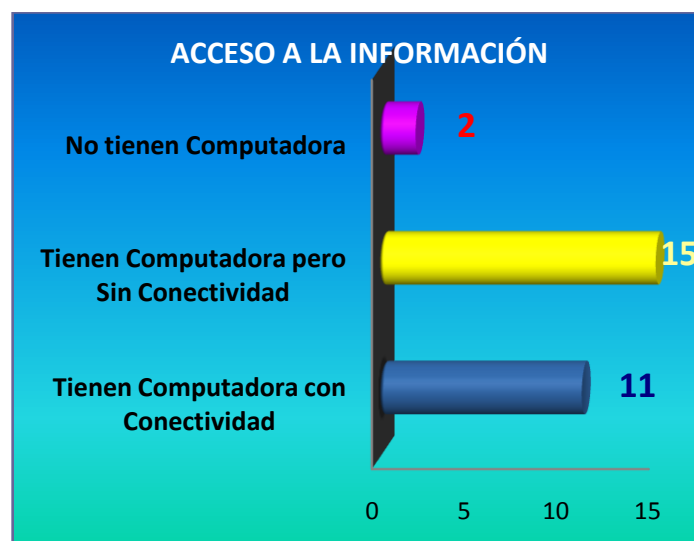 ACCESO A LA INFORMACIÓN
No tienen Computadora
2
Tienen Computadora pero
Sin Conectividad
15
Tienen Computadora con
Conectividad
11
0 5 10 15